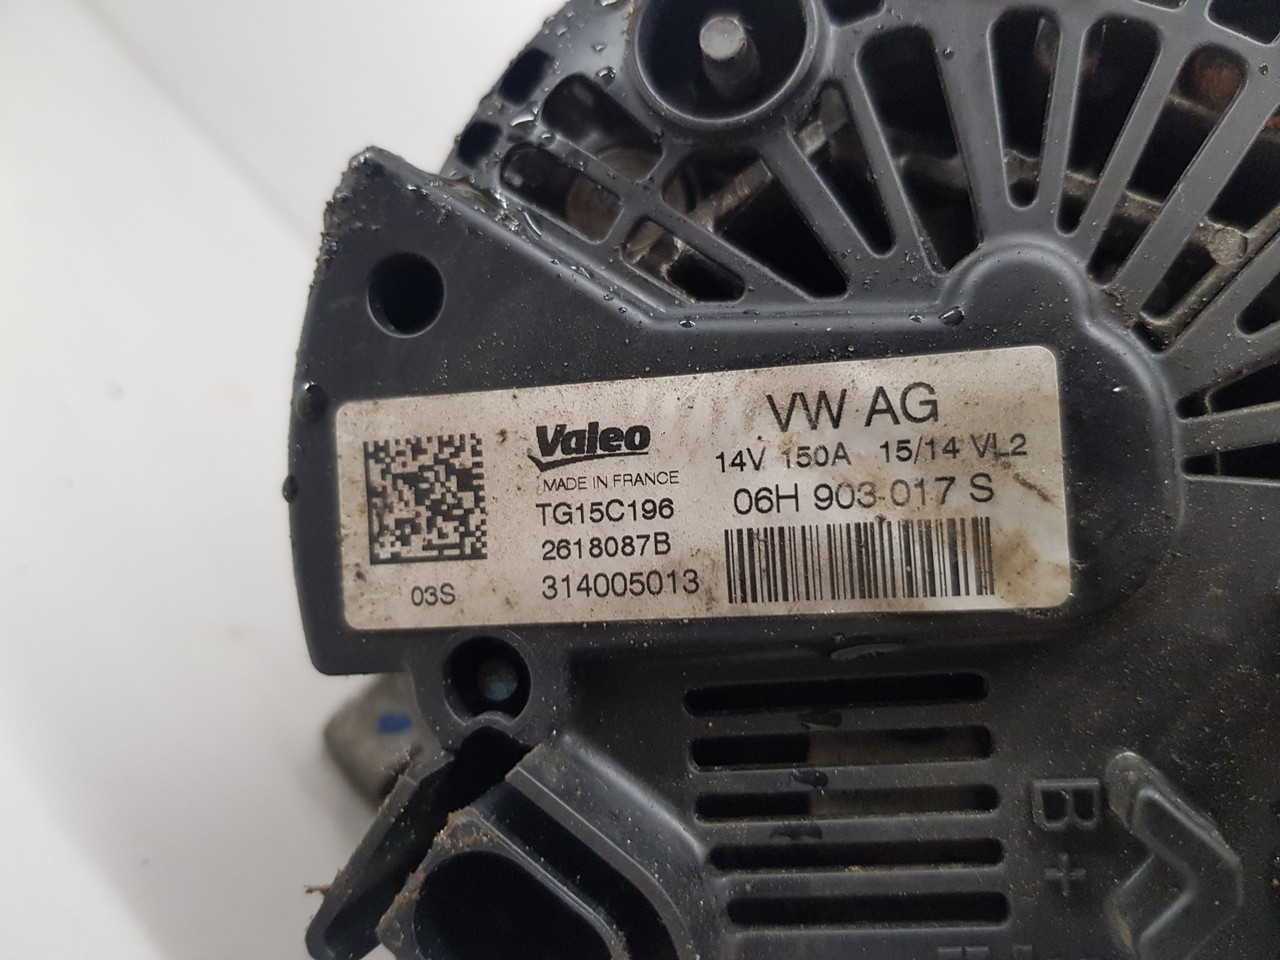 Valeo
MADE IN FRANCE
TG15C196
2618087B
314005013
03S
VW AG
14V 150A 15/14 VL2
06H 903 017 S
B+